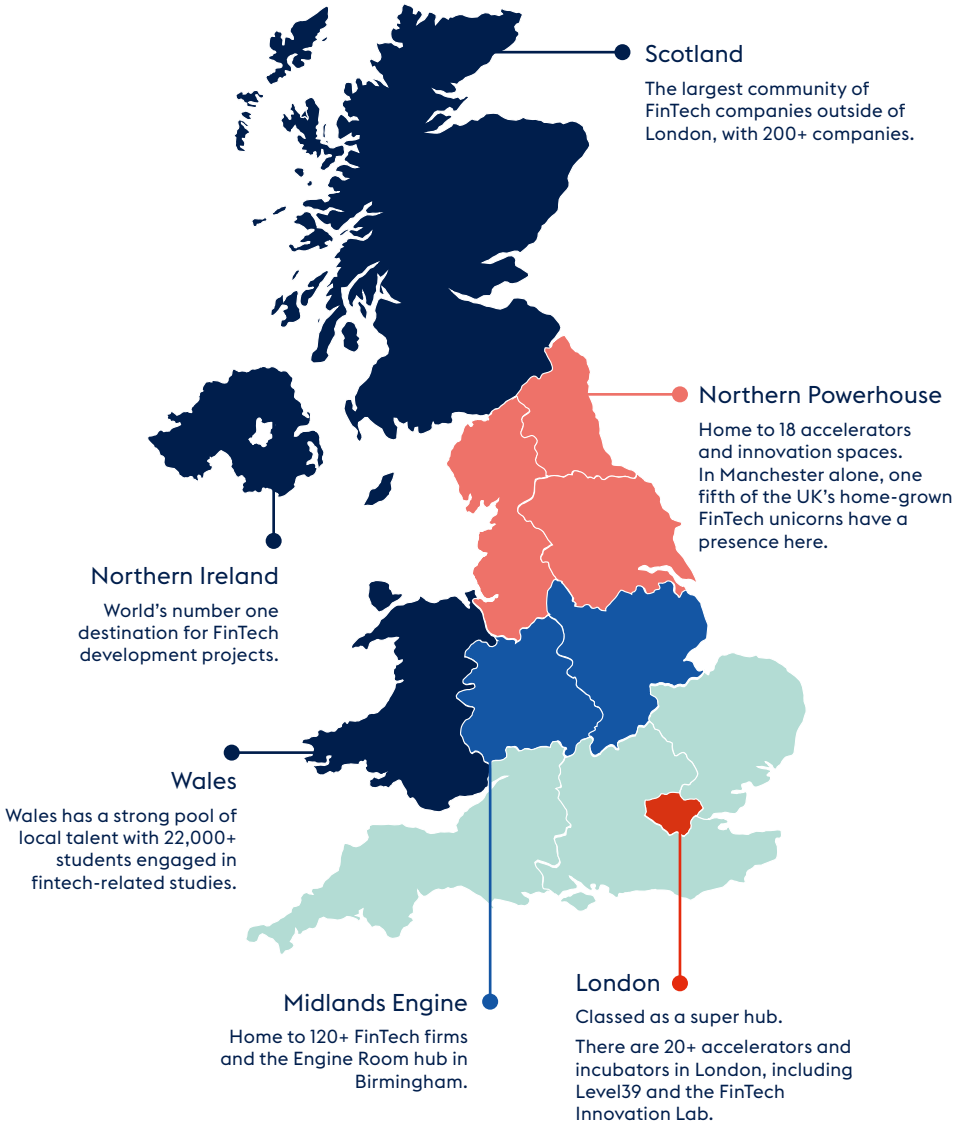 Scotland
The largest community of
FinTech companies outside of
London, with 200+ companies.
Northern Powerhouse
Home to 18 accelerators
and innovation spaces.
In Manchester alone, one
fifth of the UK's home-grown
FinTech unicorns have a
presence here.
Northern Ireland
World's number one
destination for FinTech
development projects.
Wales
Wales has a strong pool of
local talent with 22,000+
students engaged in
fintech-related studies.
Midlands Engine
Home to 120+ FinTech firms
and the Engine Room hub in
Birmingham.
London
Classed as a super hub.
There are 20+ accelerators and
incubators in London, including
Level39 and the FinTech
Innovation Lab.